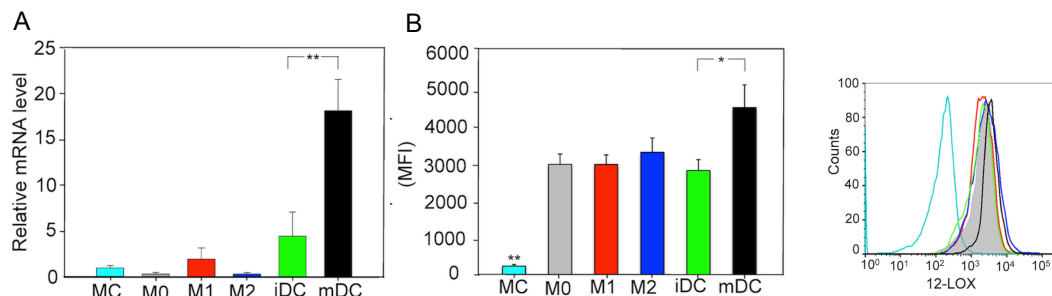 A
Relative mRNA level
25
20
15
10
5
0
**
MC M0 M1 M2 iDC mDC
B
(MFI)
6000
5000
4000
3000
2000
1000
0
**
*
MC M0 M1 M2 iDC mDC
Counts
100
80
60
40
20
0
10⁰ 10¹ 10² 10³ 10⁴ 10⁵
12-LOX